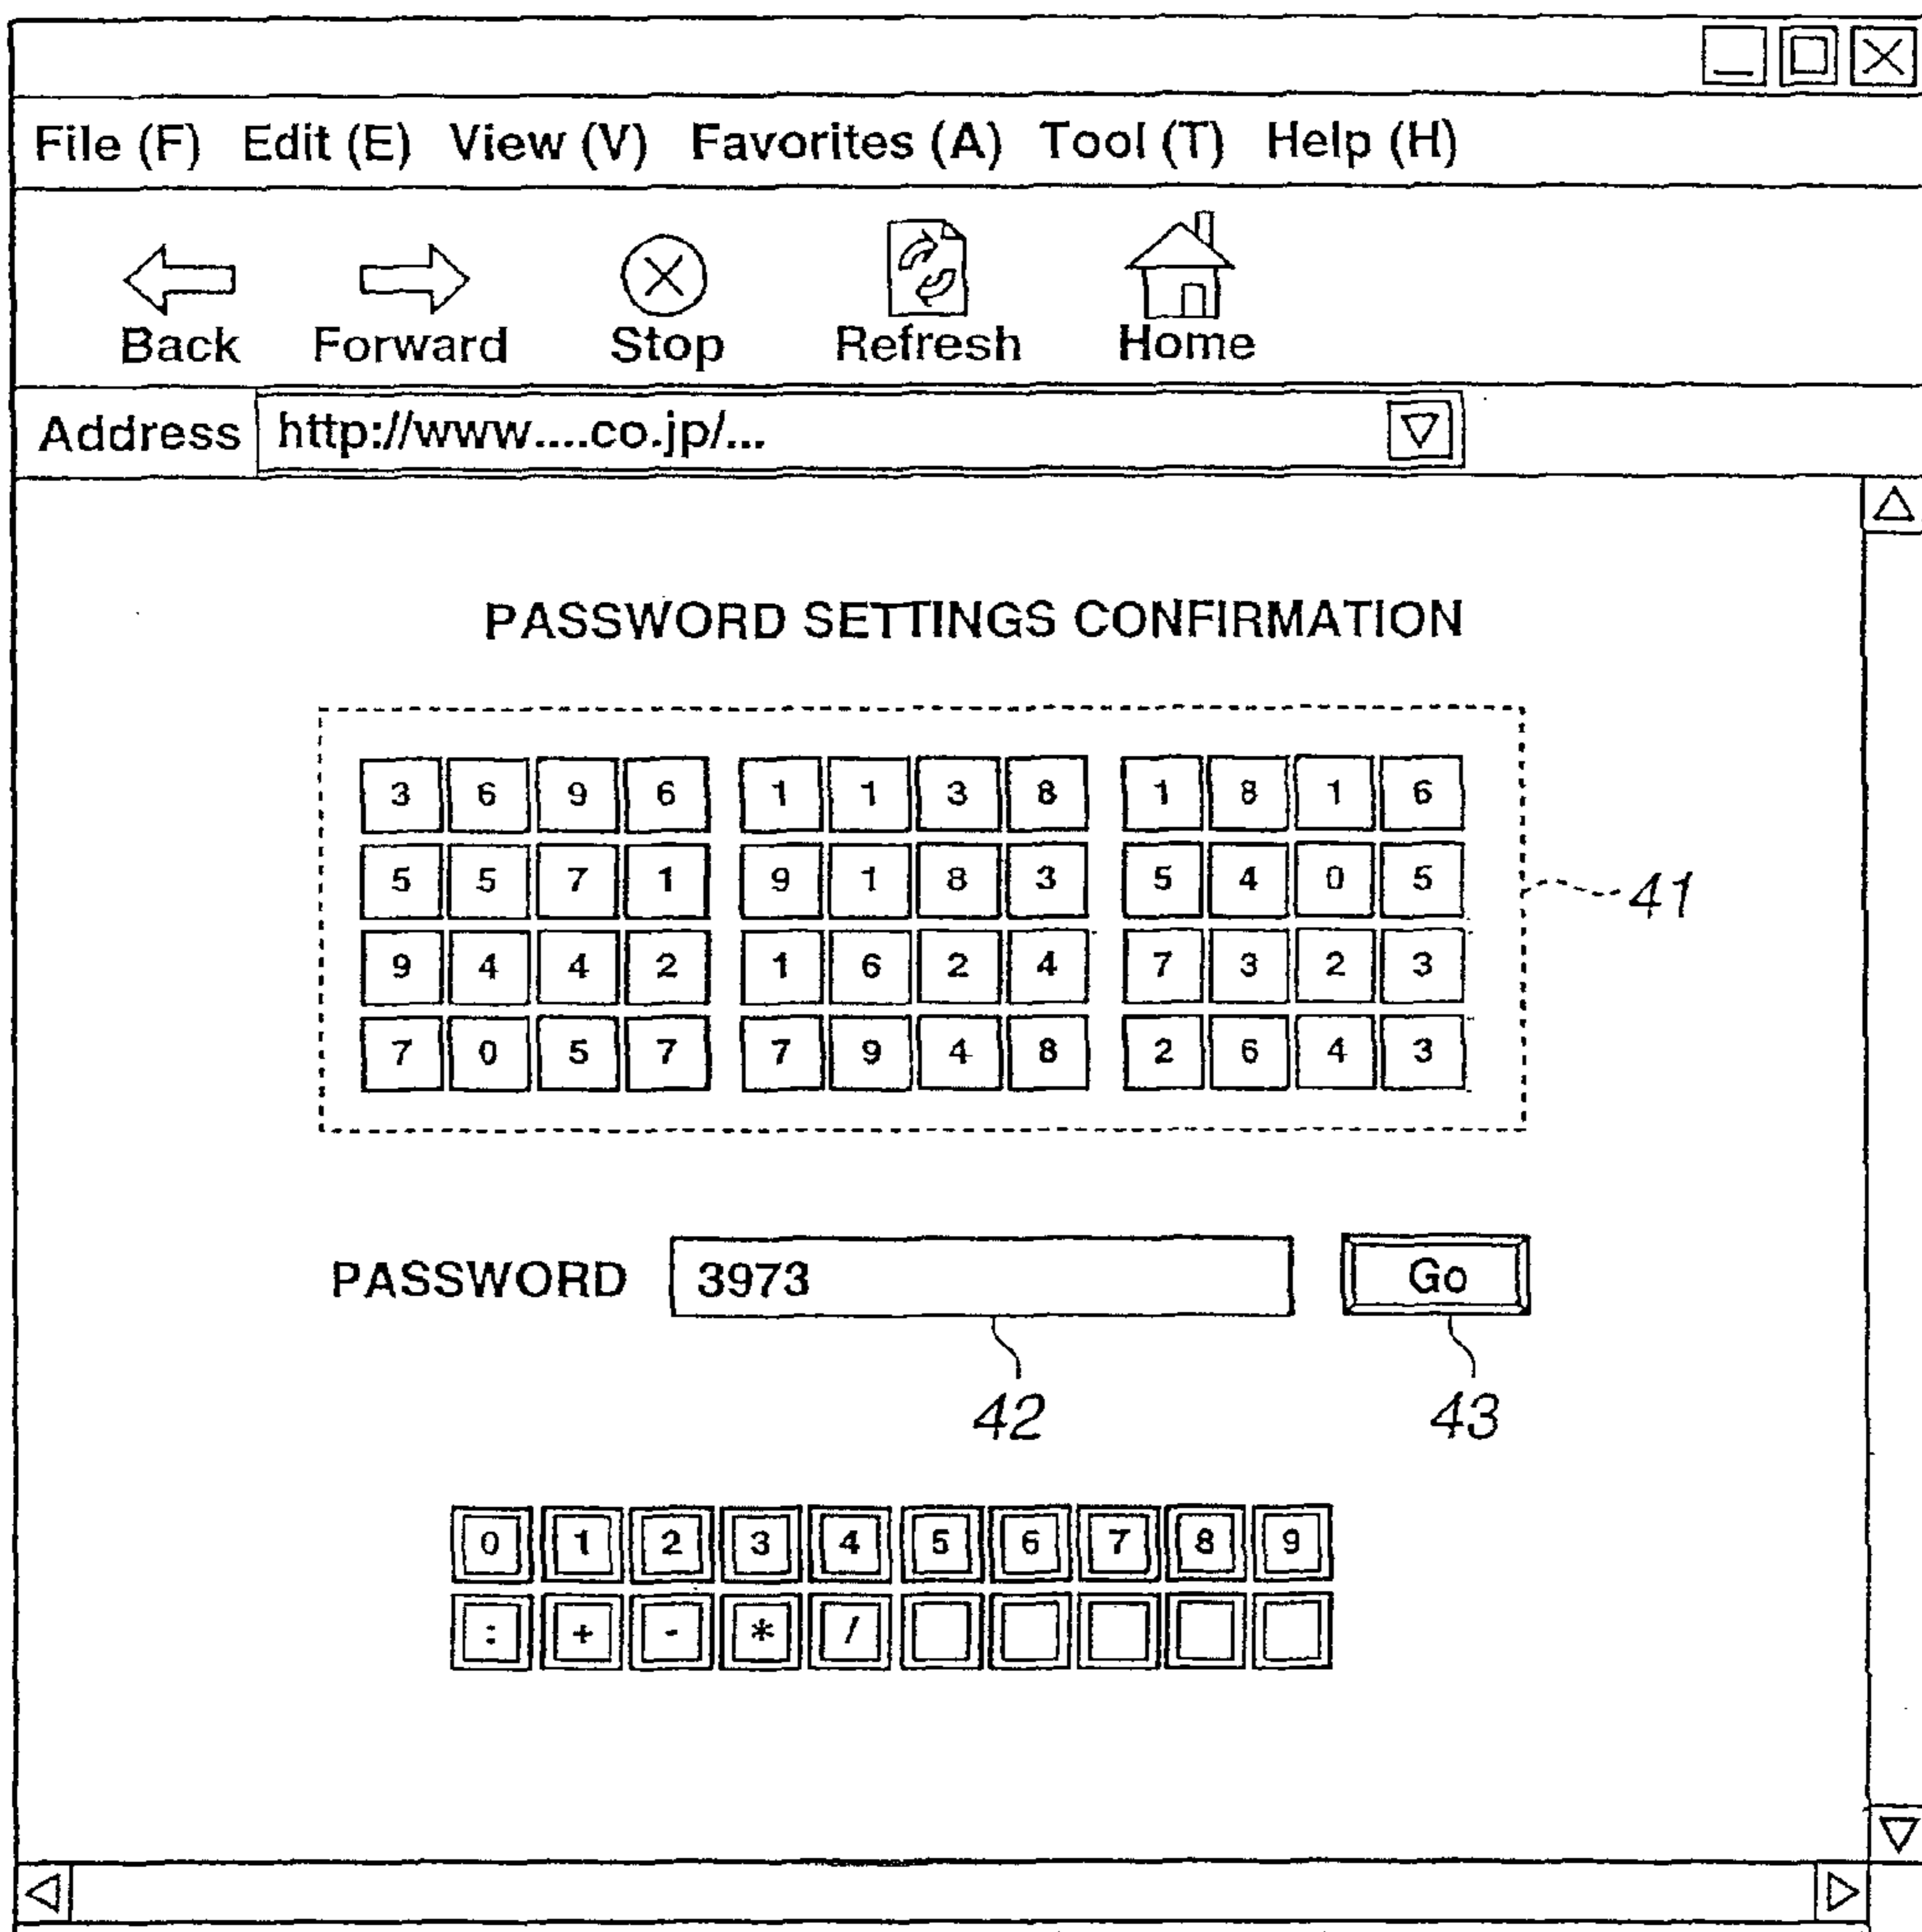 File (F) Edit (E) View (V) Favorites (A) Tool (T) Help (H)
Back Forward Stop Refresh Home
Address http://www....co.jp/...
PASSWORD SETTINGS CONFIRMATION
3 6 9 6 1 1 3 8 1 8 1 6
5 5 7 1 9 1 8 3 5 4 0 5
41
9 4 4 2 1 6 2 4 7 3 2 3
7 0 5 7 7 9 4 8 2 6 4 3
PASSWORD 3973 Go
42 43
0 1 2 3 4 5 6 7 8 9
: + - * /